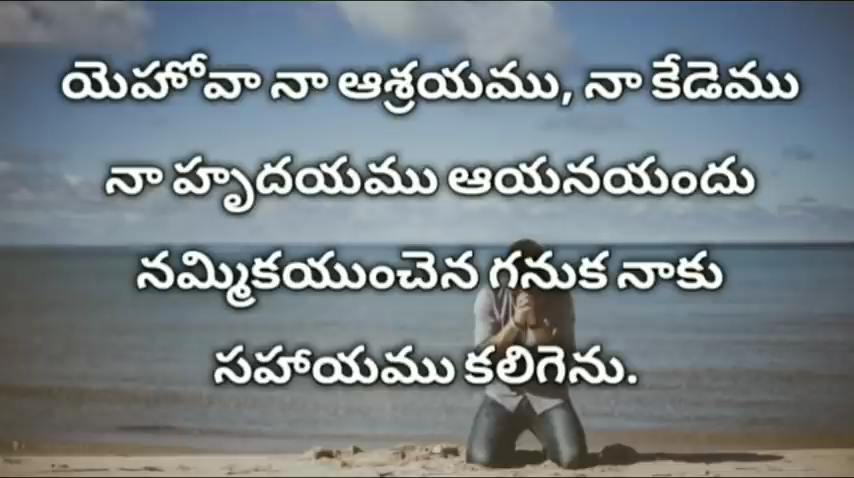 యెహోవా నా ఆశ్రయము, నా కేడెము
నా హృదయము ఆయనయందు
నమ్మికయుంచెన గనుక నాకు
సహాయము కలిగెను.